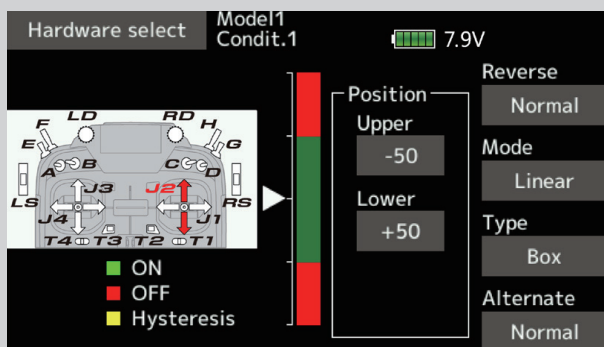 Hardware select
Model1
Condit.1
7.9V
F
LD
RD
H
E
G
A
B
C
D
LS
J3
J2
RS
J4
J1
T4
T3
T2
T1
ON
OFF
Hysteresis
Position
Upper
-50
Lower
+50
Reverse
Normal
Mode
Linear
Type
Box
Alternate
Normal